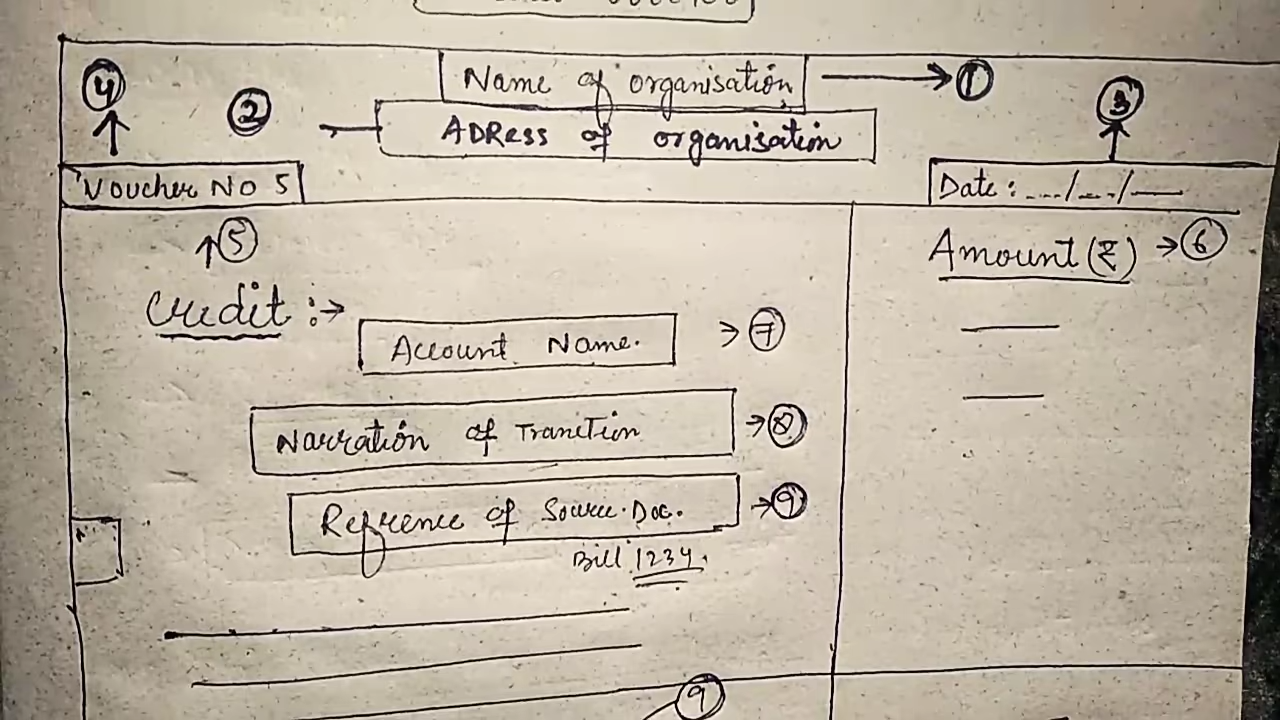 Name of organisation → ①
④ ② ADRess of organisation ③
Voucher No 5 Date: __/__/__
↑⑤ Amount (₹) → ⑥
Credit :→
Account Name. → ⑦
Narration of Tranction → ⑧
Refrence of Source.Doc. → ⑨
Bill 1234.
⑨